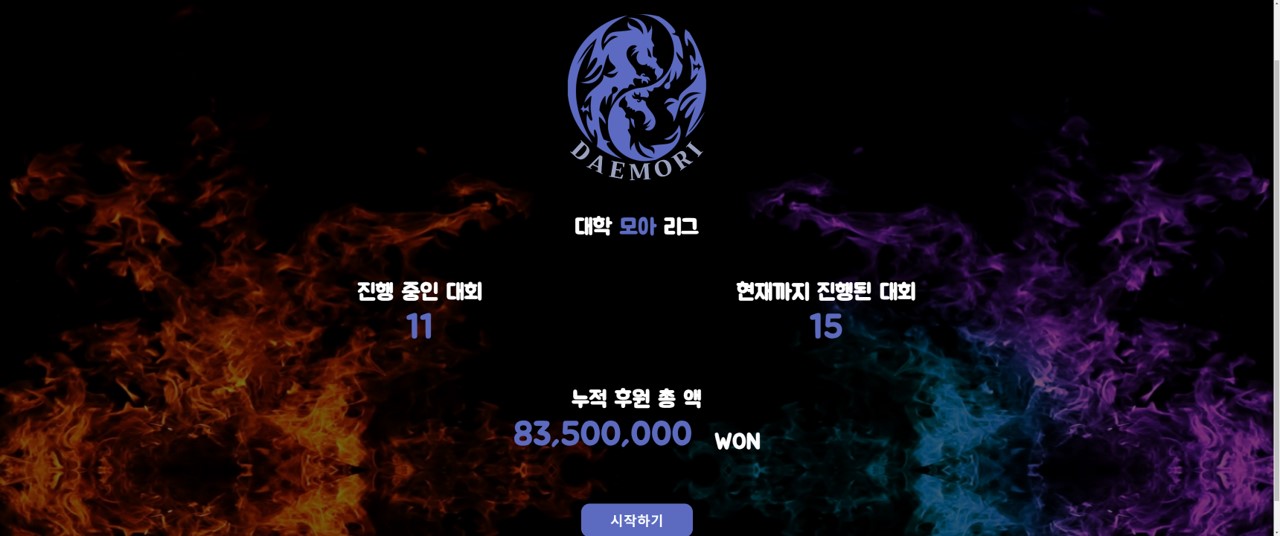 DAEMORI
대학 모아 리그
진행 중인 대회
현재까지 진행된 대회
11
15
누적 후원 총 액
83,500,000 WON
시작하기